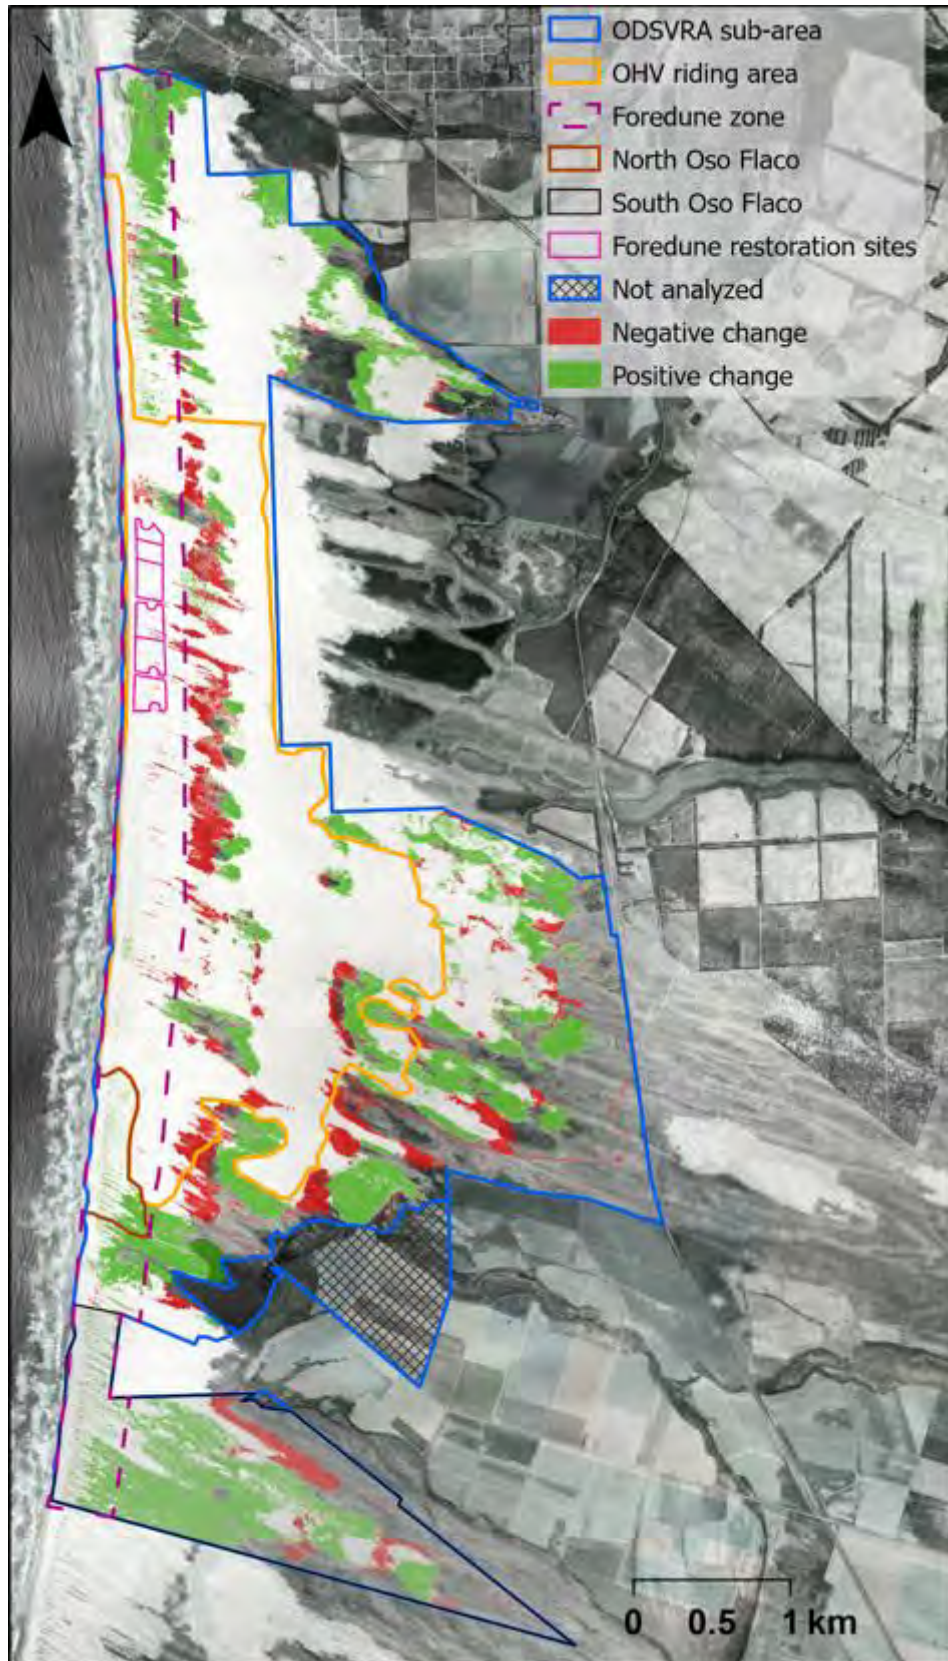 N
ODSVRA sub-area
OHV riding area
Foredune zone
North Oso Flaco
South Oso Flaco
Foredune restoration sites
Not analyzed
Negative change
Positive change
0 0.5 1 km